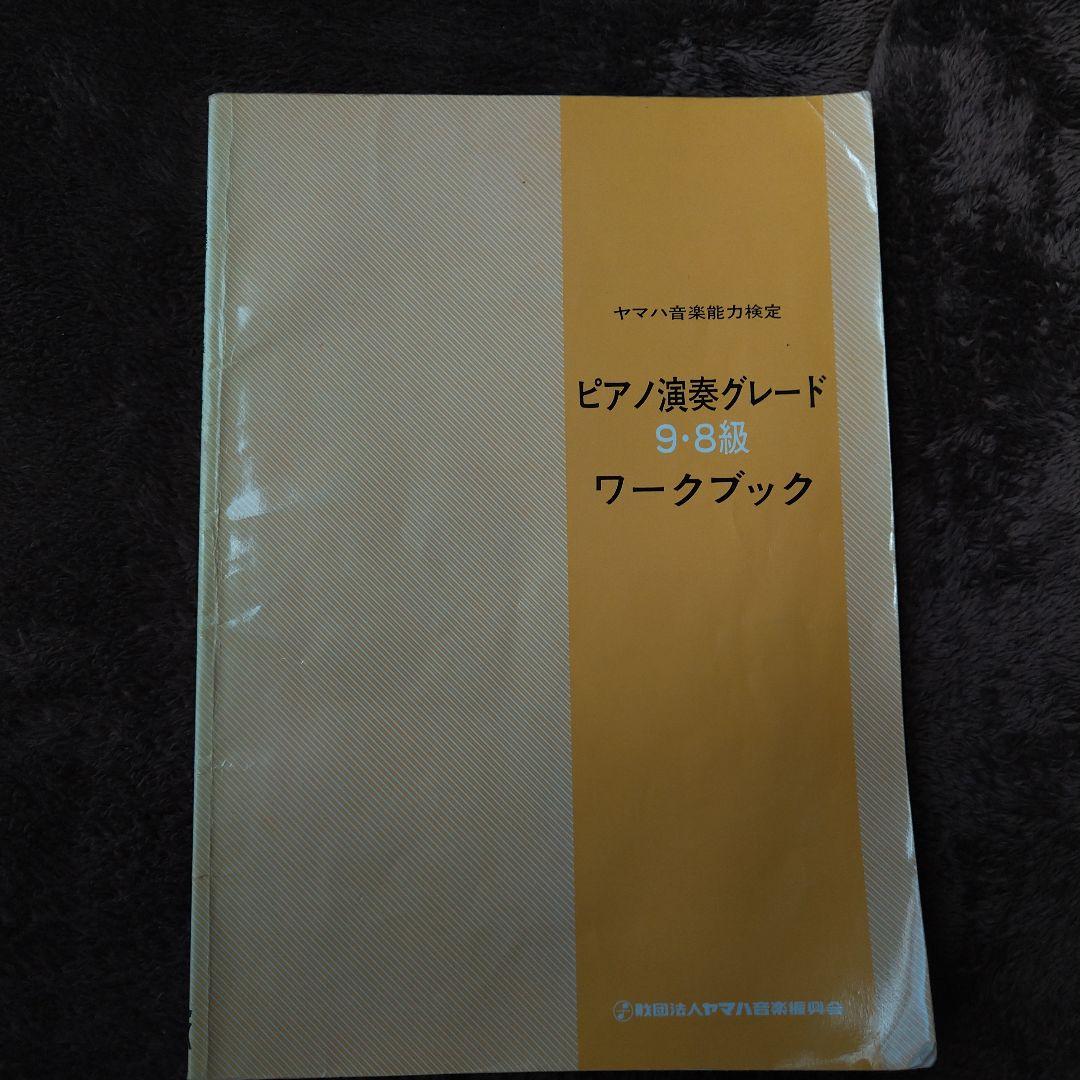 ヤマハ音楽能力検定
ピアノ演奏グレード
9・8級
ワークブック
財団法人ヤマハ音楽振興会